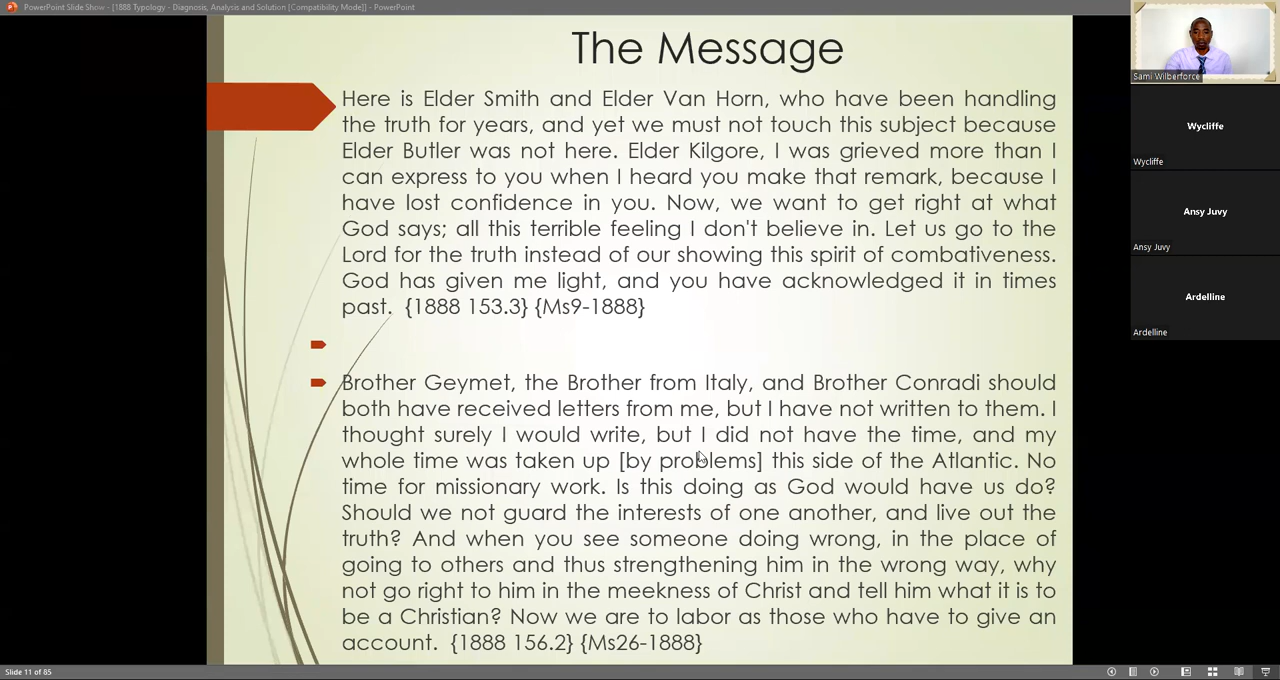 PowerPoint Slide Show - [1888 Typology - Diagnosis, Analysis and Solution [Compatibility Mode]] - PowerPoint
The Message
Here is Elder Smith and Elder Van Horn, who have been handling
the truth for years, and yet we must not touch this subject because
Elder Butler was not here. Elder Kilgore, I was grieved more than I
can express to you when I heard you make that remark, because I
have lost confidence in you. Now, we want to get right at what
God says; all this terrible feeling I don't believe in. Let us go to the
Lord for the truth instead of our showing this spirit of combativeness.
God has given me light, and you have acknowledged it in times
past. {1888 153.3} {Ms9-1888}
Brother Geymet, the Brother from Italy, and Brother Conradi should
both have received letters from me, but I have not written to them. I
thought surely I would write, but I did not have the time, and my
whole time was taken up [by problems] this side of the Atlantic. No
time for missionary work. Is this doing as God would have us do?
Should we not guard the interests of one another, and live out the
truth? And when you see someone doing wrong, in the place of
going to others and thus strengthening him in the wrong way, why
not go right to him in the meekness of Christ and tell him what it is to
be a Christian? Now we are to labor as those who have to give an
account. {1888 156.2} {Ms26-1888}
Slide 11 of 85
Sami Wilberforce
Wycliffe
Wycliffe
Ansy Juvy
Ansy Juvy
Ardelline
Ardelline